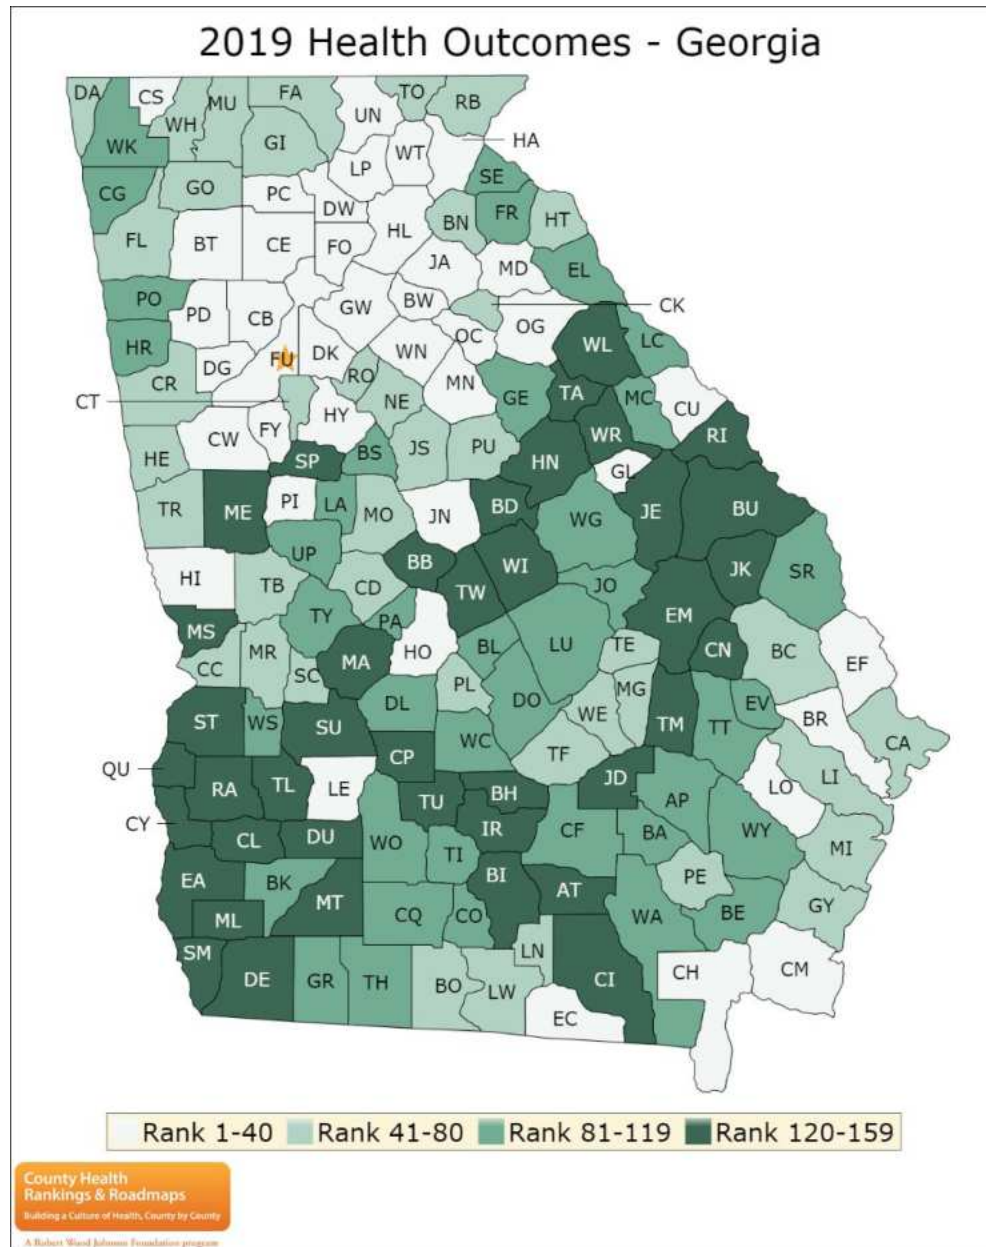 2019 Health Outcomes - Georgia
DA
CS
WH
MU
FA
UN
TO
RB
HA
WK
GI
LP
WT
SE
CG
GO
PC
DW
HL
BN
FR
HT
FL
BT
CE
FO
JA
MD
EL
PO
PD
CB
GW
BW
CK
OC
OG
HR
DG
FU
DK
WN
WL
LC
CR
CT
RO
NE
MN
GE
TA
MC
CU
HE
CW
FY
HY
JS
PU
WR
RI
SP
BS
HN
GL
TR
ME
PI
LA
MO
JN
BD
WG
JE
BU
UP
BB
WI
HI
TB
CD
TW
JO
JK
SR
MS
TY
PA
EM
MR
MA
HO
BL
LU
TE
CN
BC
EF
CC
SC
PL
MG
ST
WS
SU
DL
DO
WE
TM
TT
EV
BR
CA
WC
CP
TF
QU
RA
TL
LE
TU
BH
JD
AP
LO
LI
CY
CL
DU
WO
IR
CF
BA
WY
MI
EA
BK
MT
TI
BI
AT
PE
ML
CQ
CO
WA
BE
GY
SM
DE
GR
TH
BO
LN
LW
CI
CH
CM
EC
Rank 1-40 Rank 41-80 Rank 81-119 Rank 120-159
County Health
Rankings & Roadmaps
Building a Culture of Health, County by County
A Robert Wood Johnson Foundation program